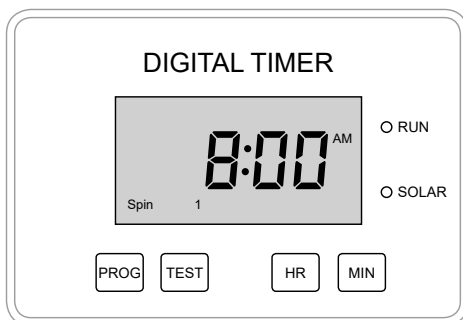 DIGITAL TIMER
8:00 AM
RUN
Spin 1
SOLAR
PROG TEST HR MIN